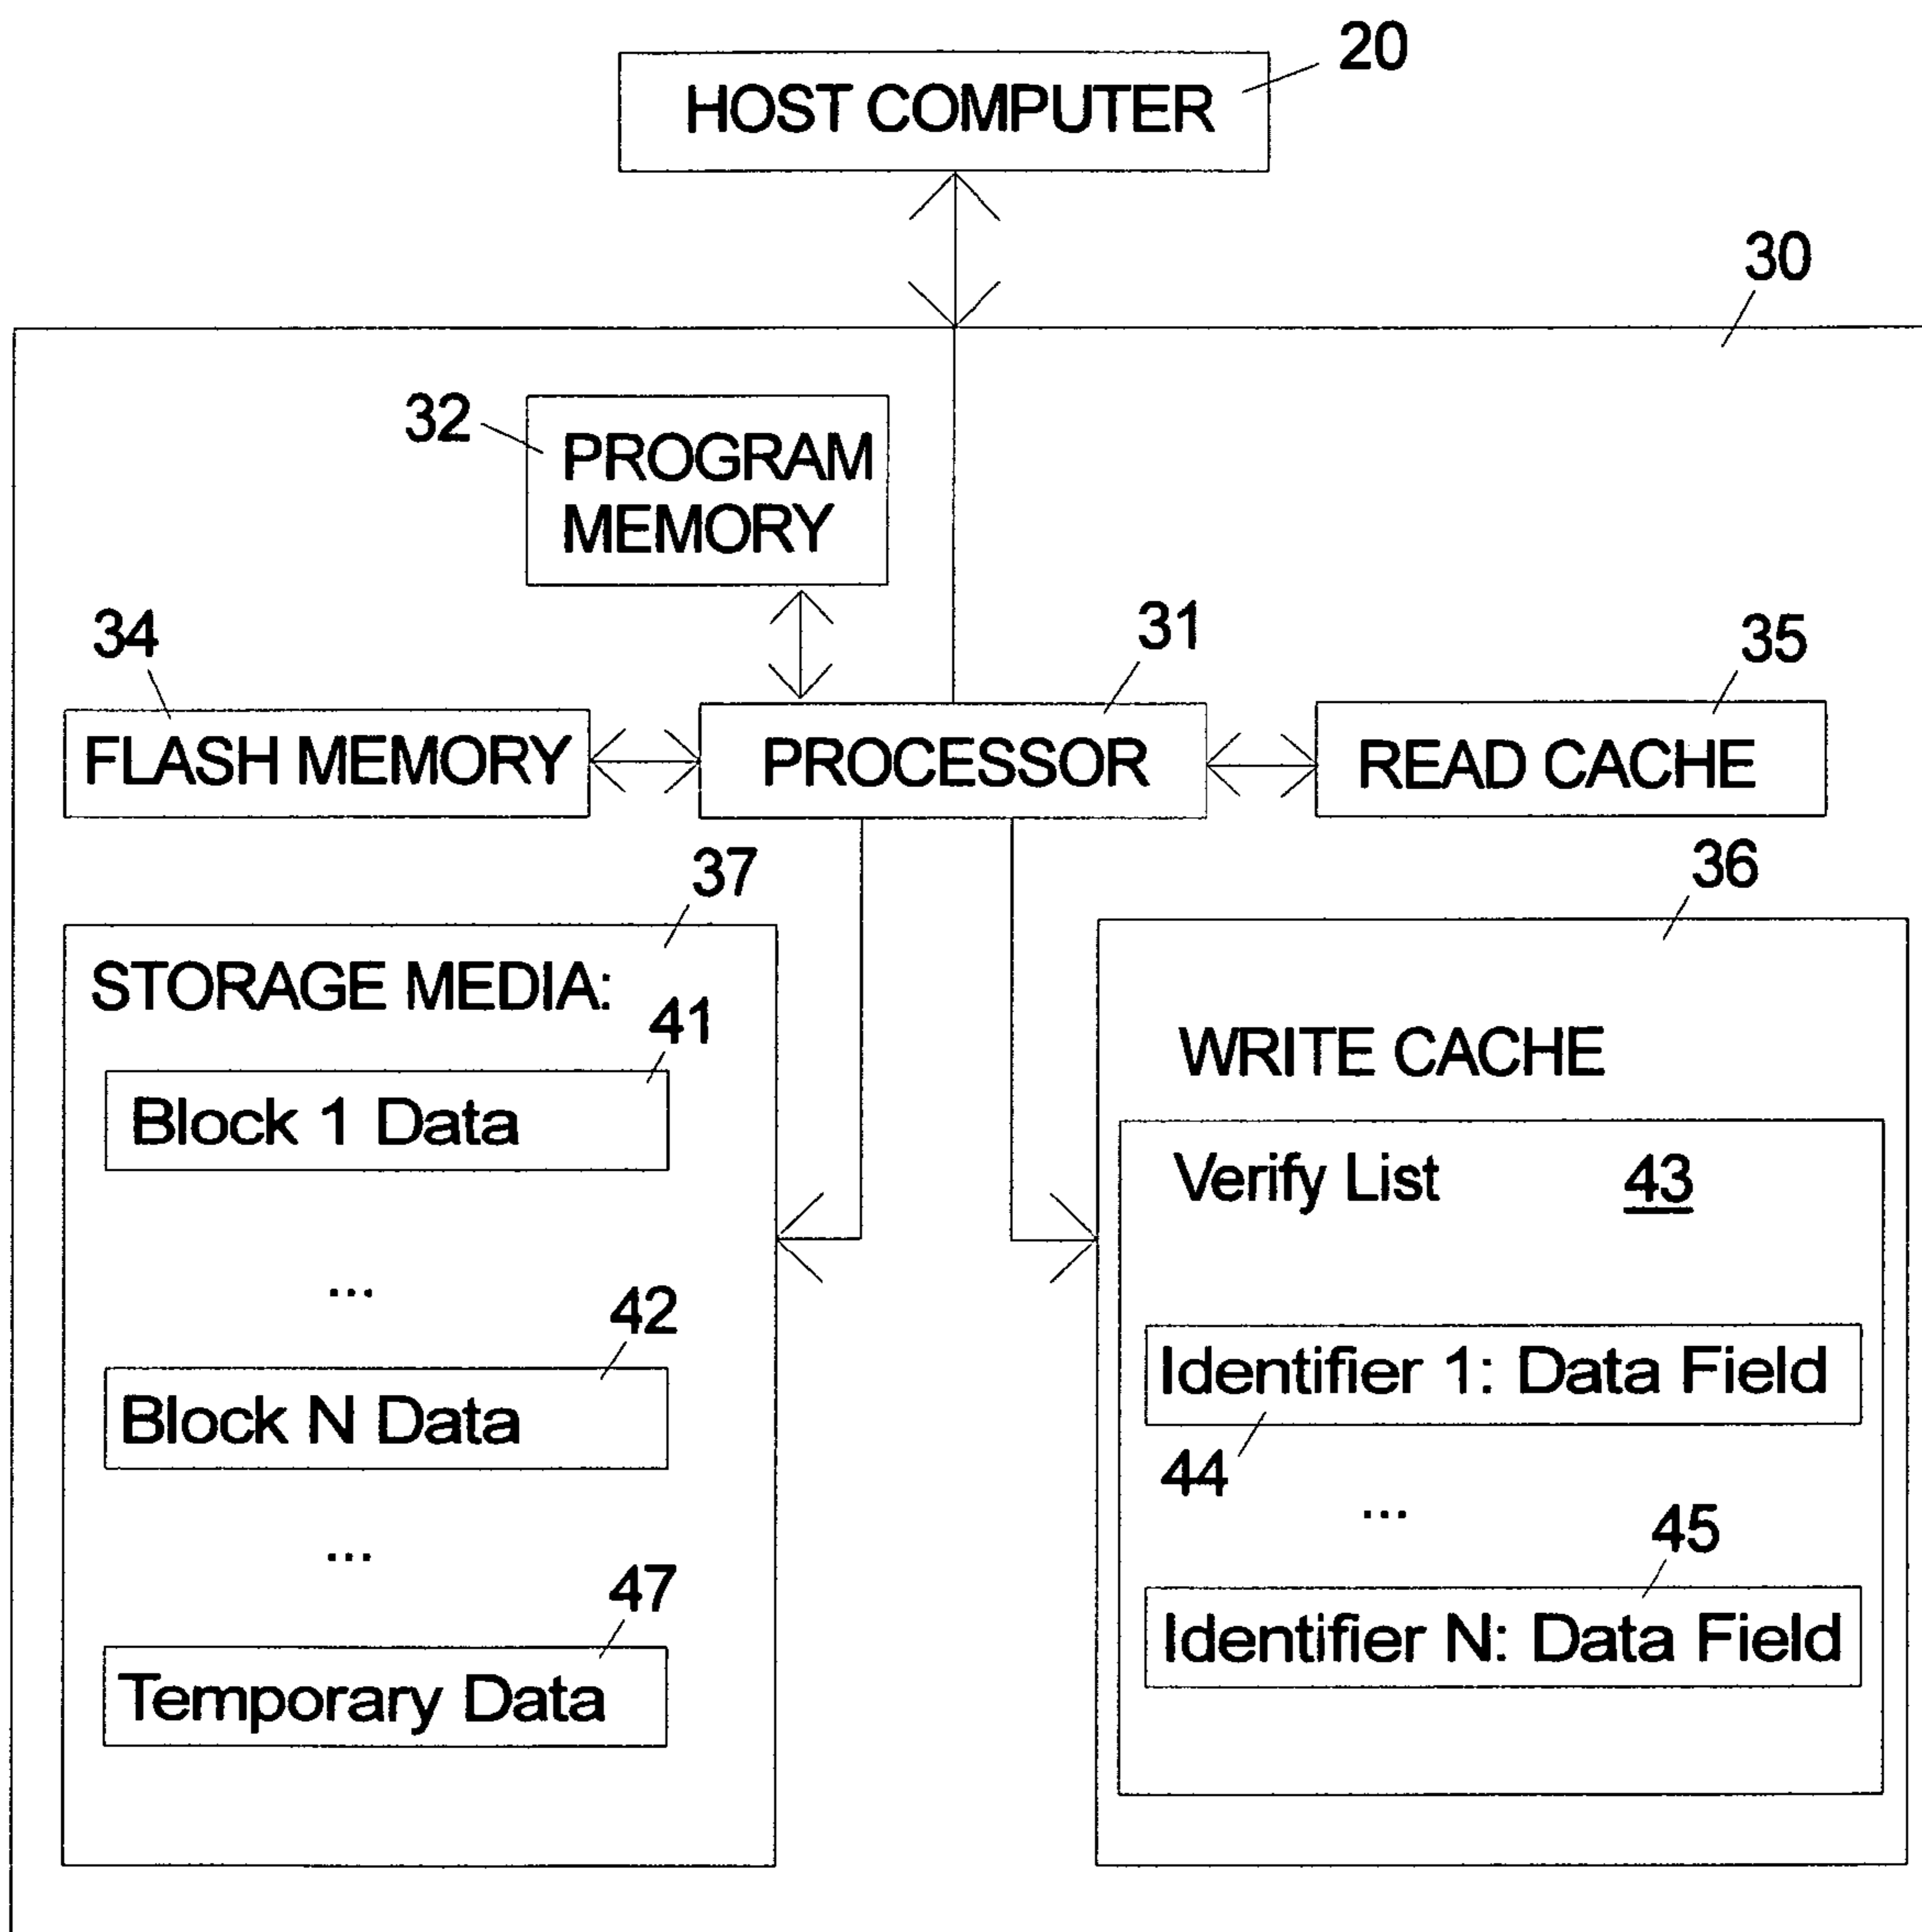 20
HOST COMPUTER
30
32
PROGRAM
MEMORY
34
31
35
FLASH MEMORY
PROCESSOR
READ CACHE
37
36
STORAGE MEDIA:
41
Block 1 Data
...
42
Block N Data
...
47
Temporary Data
WRITE CACHE
Verify List 43
Identifier 1: Data Field
44
...
45
Identifier N: Data Field